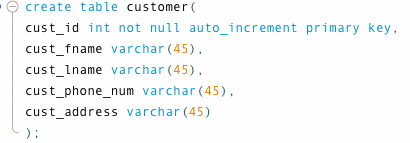 create table customer(
cust_id int not null auto_increment primary key,
cust_fname varchar(45),
cust_lname varchar(45),
cust_phone_num varchar(45),
cust_address varchar(45)
);